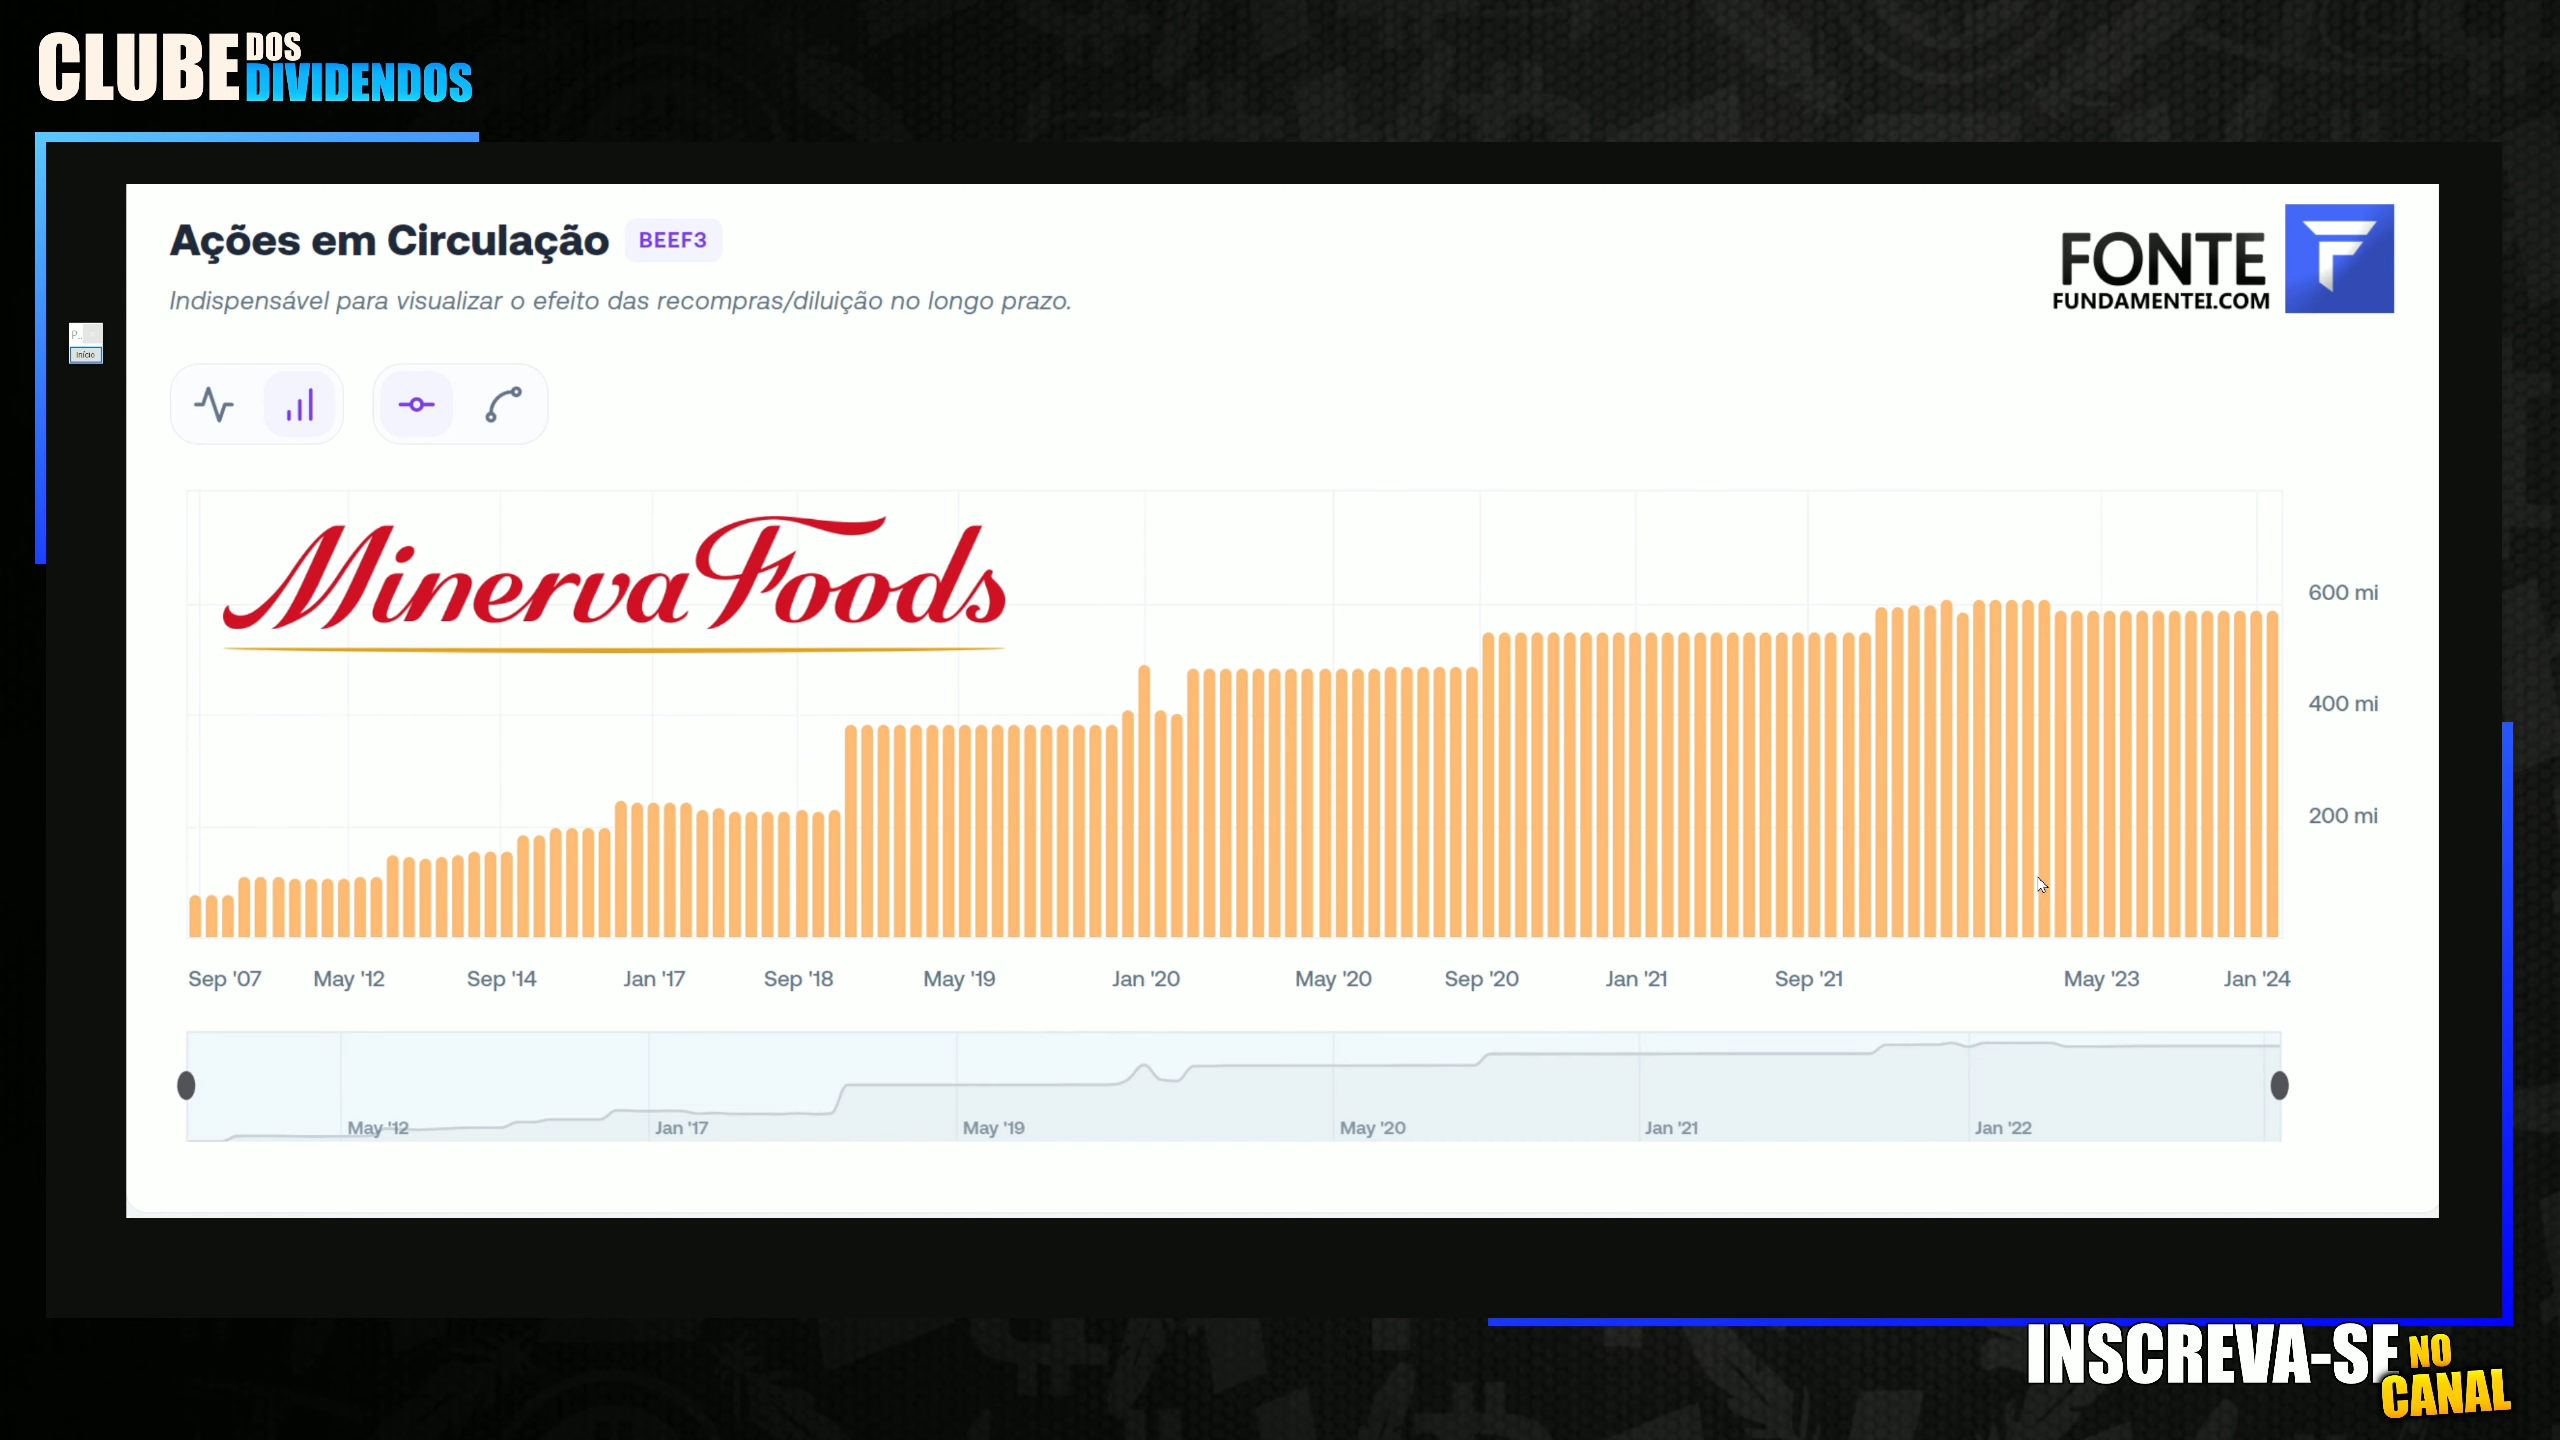 CLUBE DOS
DIVIDENDOS
Ações em Circulação BEEF3
Indispensável para visualizar o efeito das recompras/diluição no longo prazo.
FONTE
FUNDAMENTEI.COM
P...
Início
MinervaFoods
600 mi
400 mi
200 mi
Sep '07 May '12 Sep '14 Jan '17 Sep '18 May '19 Jan '20 May '20 Sep '20 Jan '21 Sep '21 May '23 Jan '24
May '12 Jan '17 May '19 May '20 Jan '21 Jan '22
INSCREVA-SE NO
CANAL